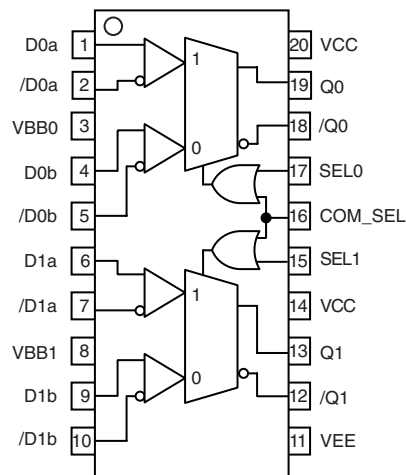 D0a 1 20 VCC
/D0a 2 1 19 Q0
VBB0 3 18 /Q0
D0b 4 0 17 SEL0
/D0b 5 16 COM_SEL
D1a 6 15 SEL1
/D1a 7 1 14 VCC
VBB1 8 13 Q1
D1b 9 0 12 /Q1
/D1b 10 11 VEE